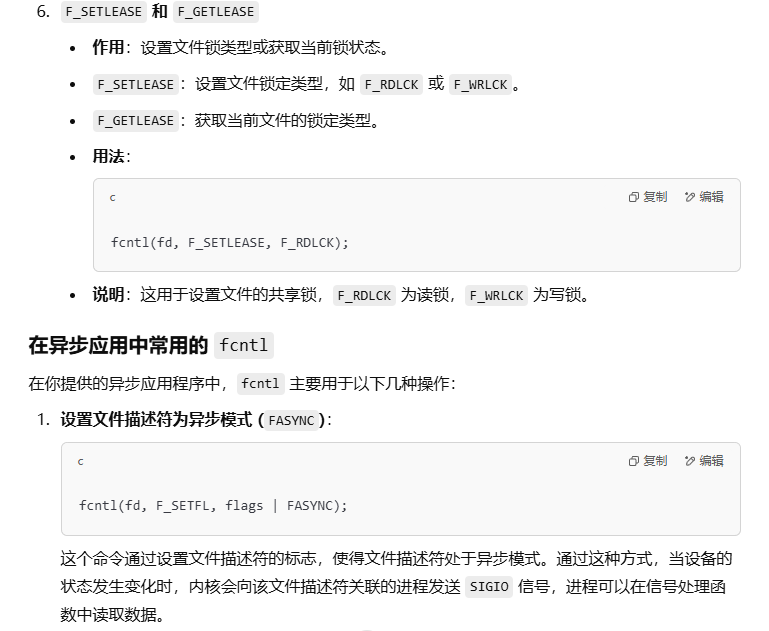 6. F_SETLEASE 和 F_GETLEASE
• 作用：设置文件锁类型或获取当前锁状态。
• F_SETLEASE：设置文件锁定类型，如 F_RDLCK 或 F_WRLCK。
• F_GETLEASE：获取当前文件的锁定类型。
• 用法：
c 复制 编辑
fcntl(fd, F_SETLEASE, F_RDLCK);
• 说明：这用于设置文件的共享锁，F_RDLCK 为读锁，F_WRLCK 为写锁。
在异步应用中常用的 fcntl
在你提供的异步应用程序中，fcntl 主要用于以下几种操作：
1. 设置文件描述符为异步模式 (FASYNC)：
c 复制 编辑
fcntl(fd, F_SETFL, flags | FASYNC);
这个命令通过设置文件描述符的标志，使得文件描述符处于异步模式。通过这种方式，当设备的
状态发生变化时，内核会向该文件描述符关联的进程发送 SIGIO 信号，进程可以在信号处理函
数中读取数据。